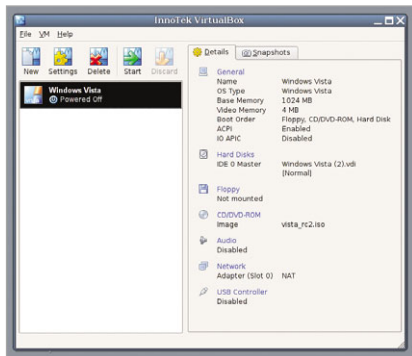 InnoTek VirtualBox
File VM Help
New Settings Delete Start Discard
Windows Vista
Powered Off
Details Snapshots
General
Name Windows Vista
OS Type Windows Vista
Base Memory 1024 MB
Video Memory 4 MB
Boot Order Floppy, CD/DVD-ROM, Hard Disk
ACPI Enabled
IO APIC Disabled
Hard Disks
IDE 0 Master Windows Vista (2).vdi
[Normal]
Floppy
Not mounted
CD/DVD-ROM
Image vista_rc2.iso
Audio
Disabled
Network
Adapter (Slot 0) NAT
USB Controller
Disabled